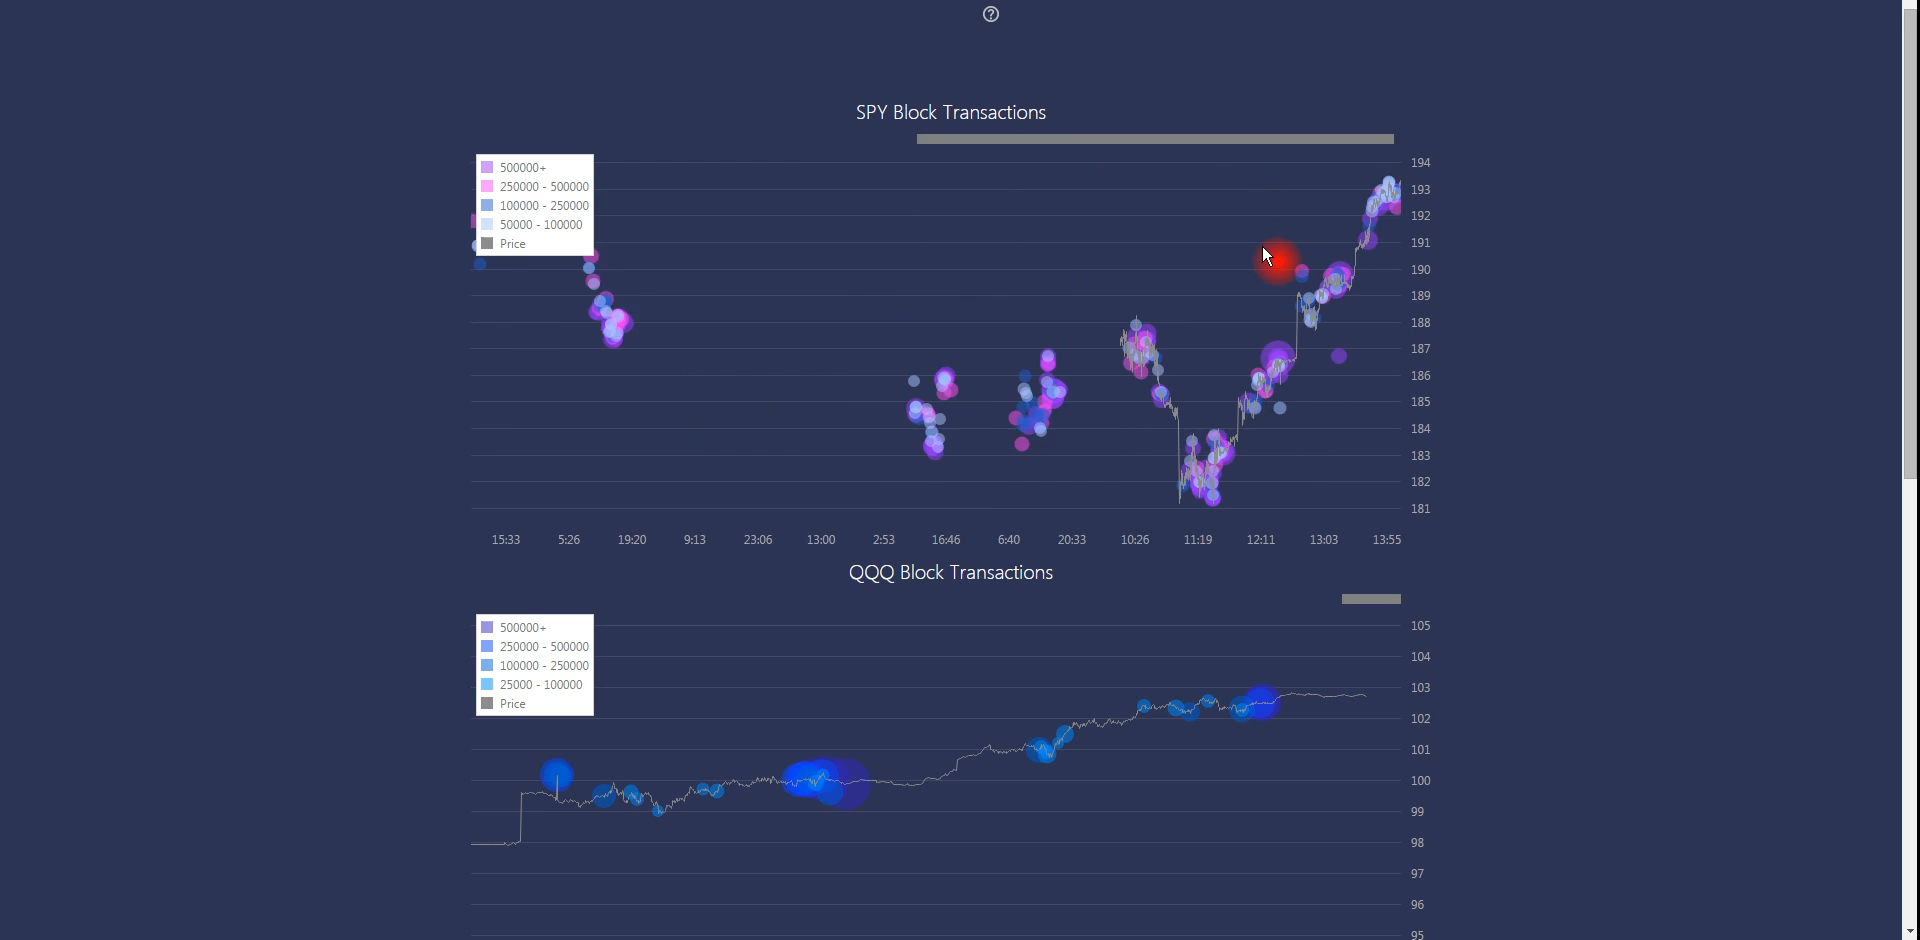 ?
SPY Block Transactions
500000+
250000 - 500000
100000 - 250000
50000 - 100000
Price
194
193
192
191
190
189
188
187
186
185
184
183
182
181
15:33 5:26 19:20 9:13 23:06 13:00 2:53 16:46 6:40 20:33 10:26 11:19 12:11 13:03 13:55
QQQ Block Transactions
500000+
250000 - 500000
100000 - 250000
25000 - 100000
Price
105
104
103
102
101
100
99
98
97
96
95